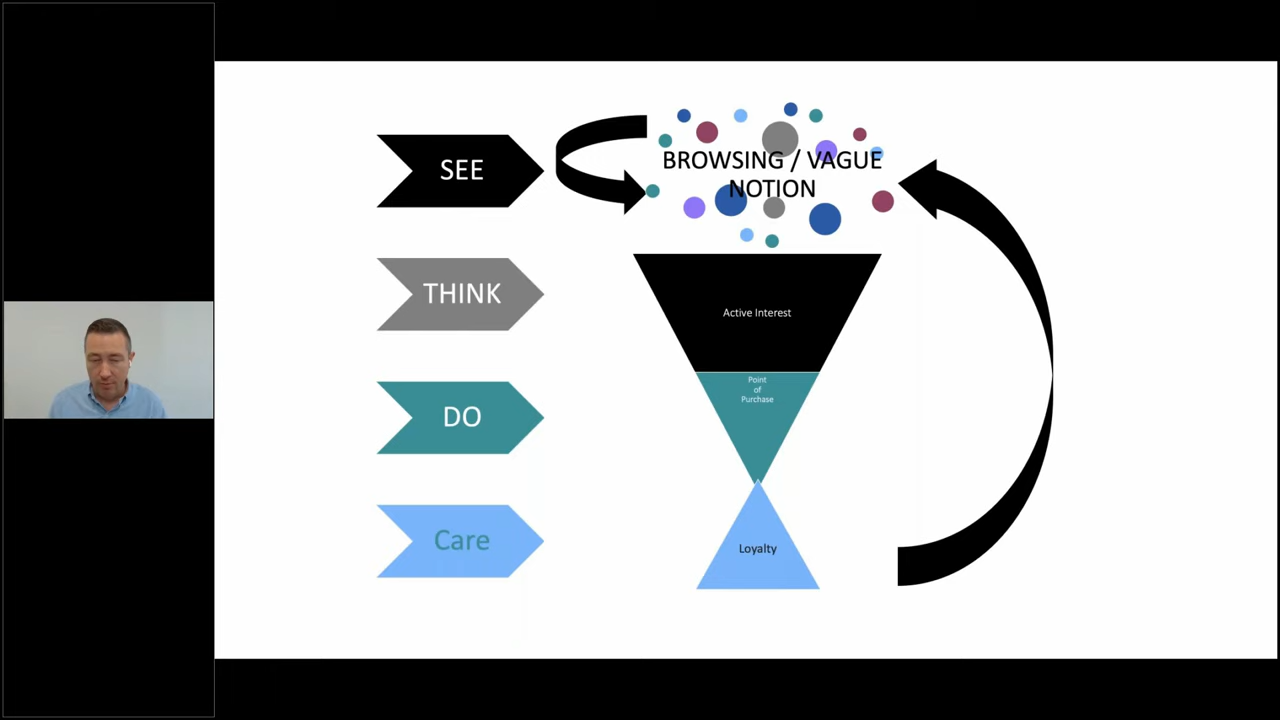 SEE
BROWSING / VAGUE
NOTION
THINK
Active Interest
DO
Point
of
Purchase
Care
Loyalty